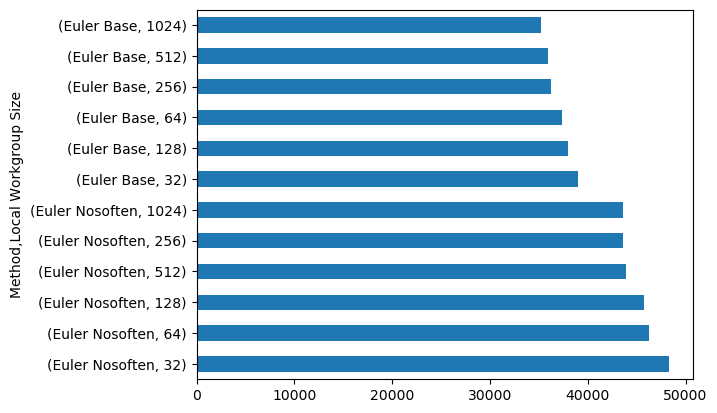 (Euler Base, 1024)
(Euler Base, 512)
(Euler Base, 256)
(Euler Base, 64)
(Euler Base, 128)
(Euler Base, 32)
(Euler Nosoften, 1024)
(Euler Nosoften, 256)
(Euler Nosoften, 512)
(Euler Nosoften, 128)
(Euler Nosoften, 64)
(Euler Nosoften, 32)
Method,Local Workgroup Size
0 10000 20000 30000 40000 50000